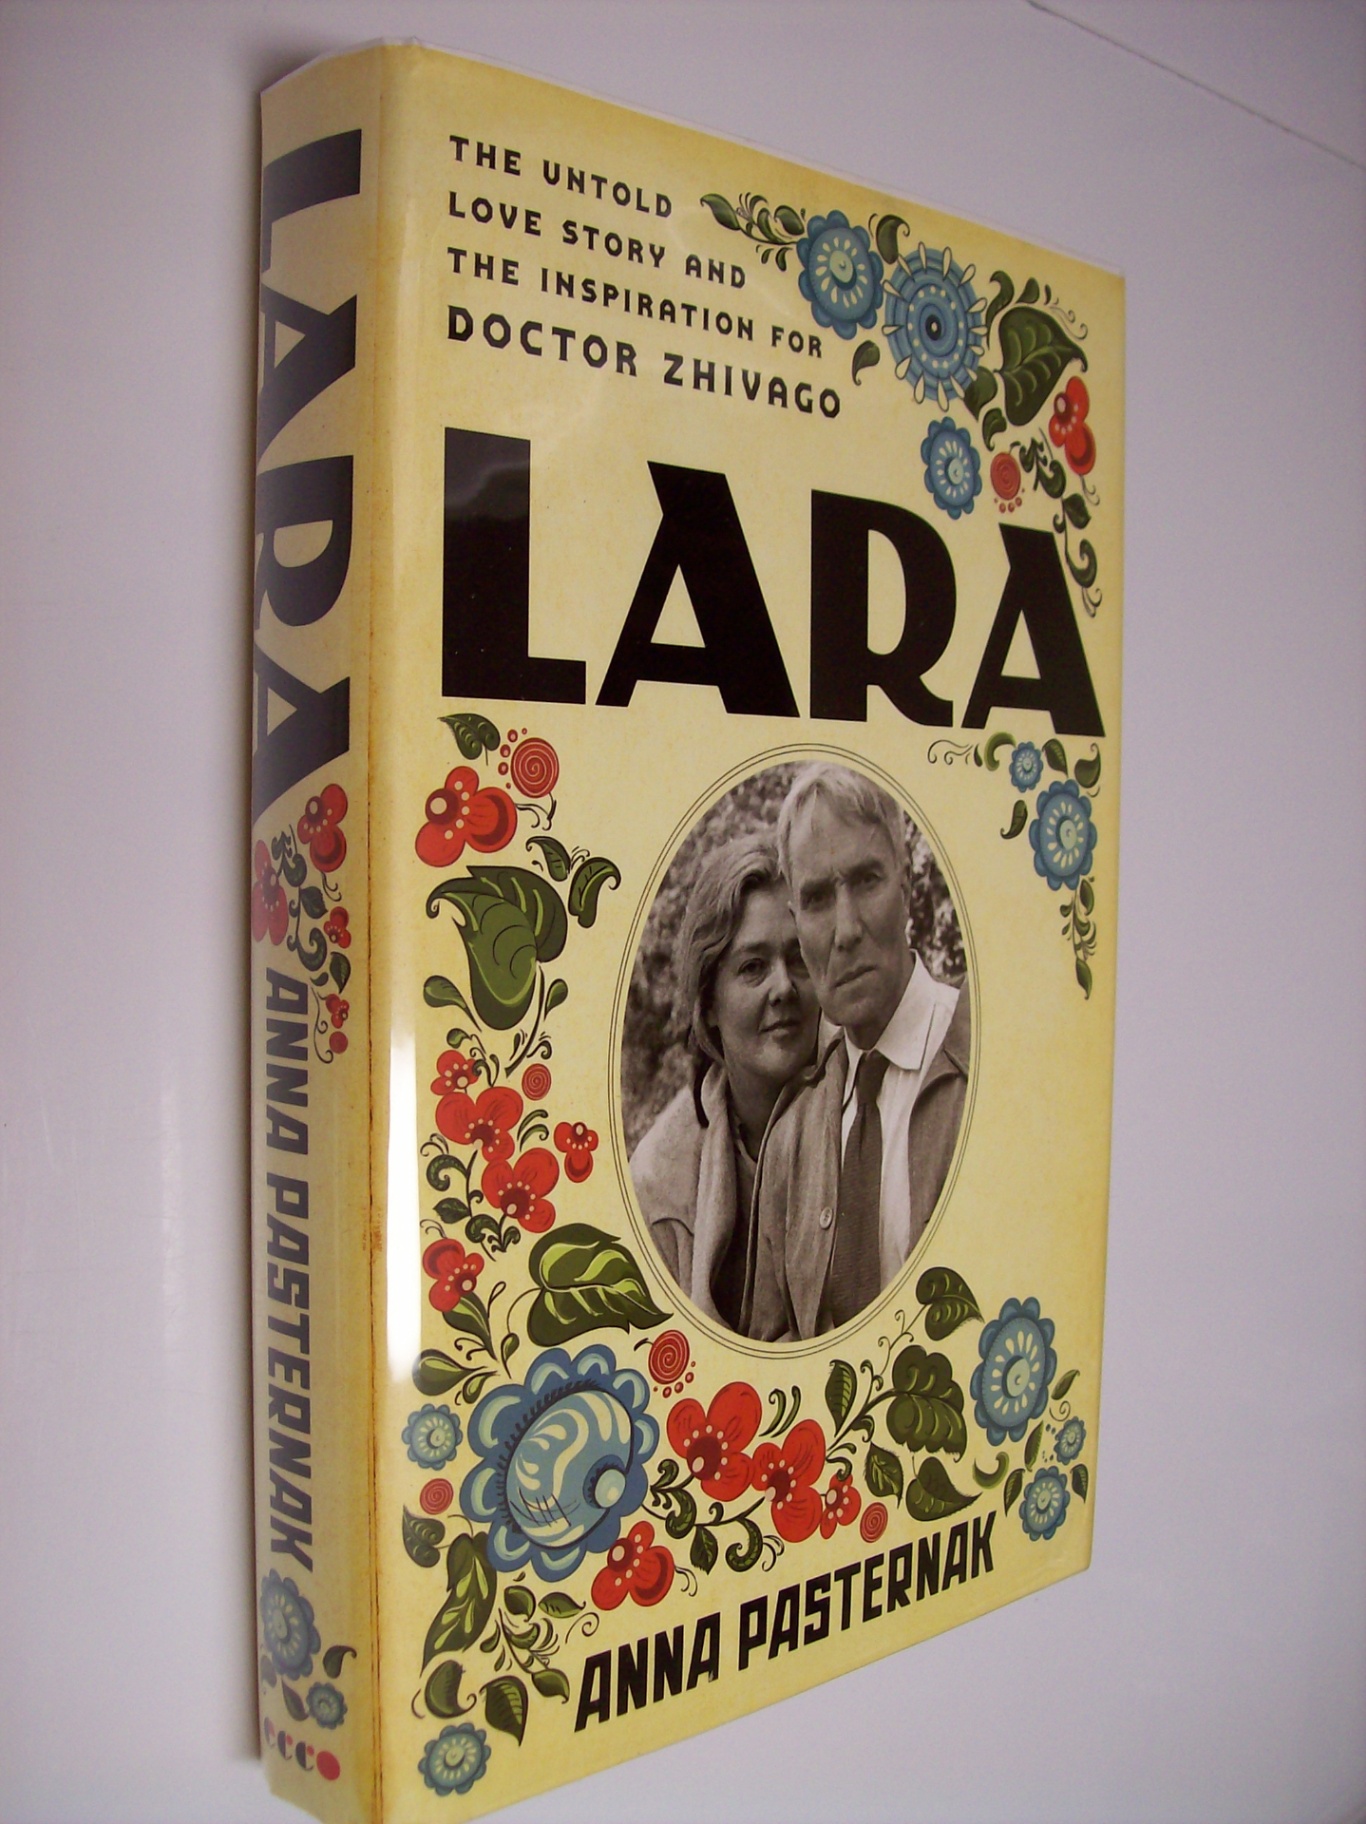 THE UNTOLD
LOVE STORY AND
THE INSPIRATION FOR
DOCTOR ZHIVAGO
LARA
ANNA PASTERNAK
LARA
ANNA PASTERNAK
ecco